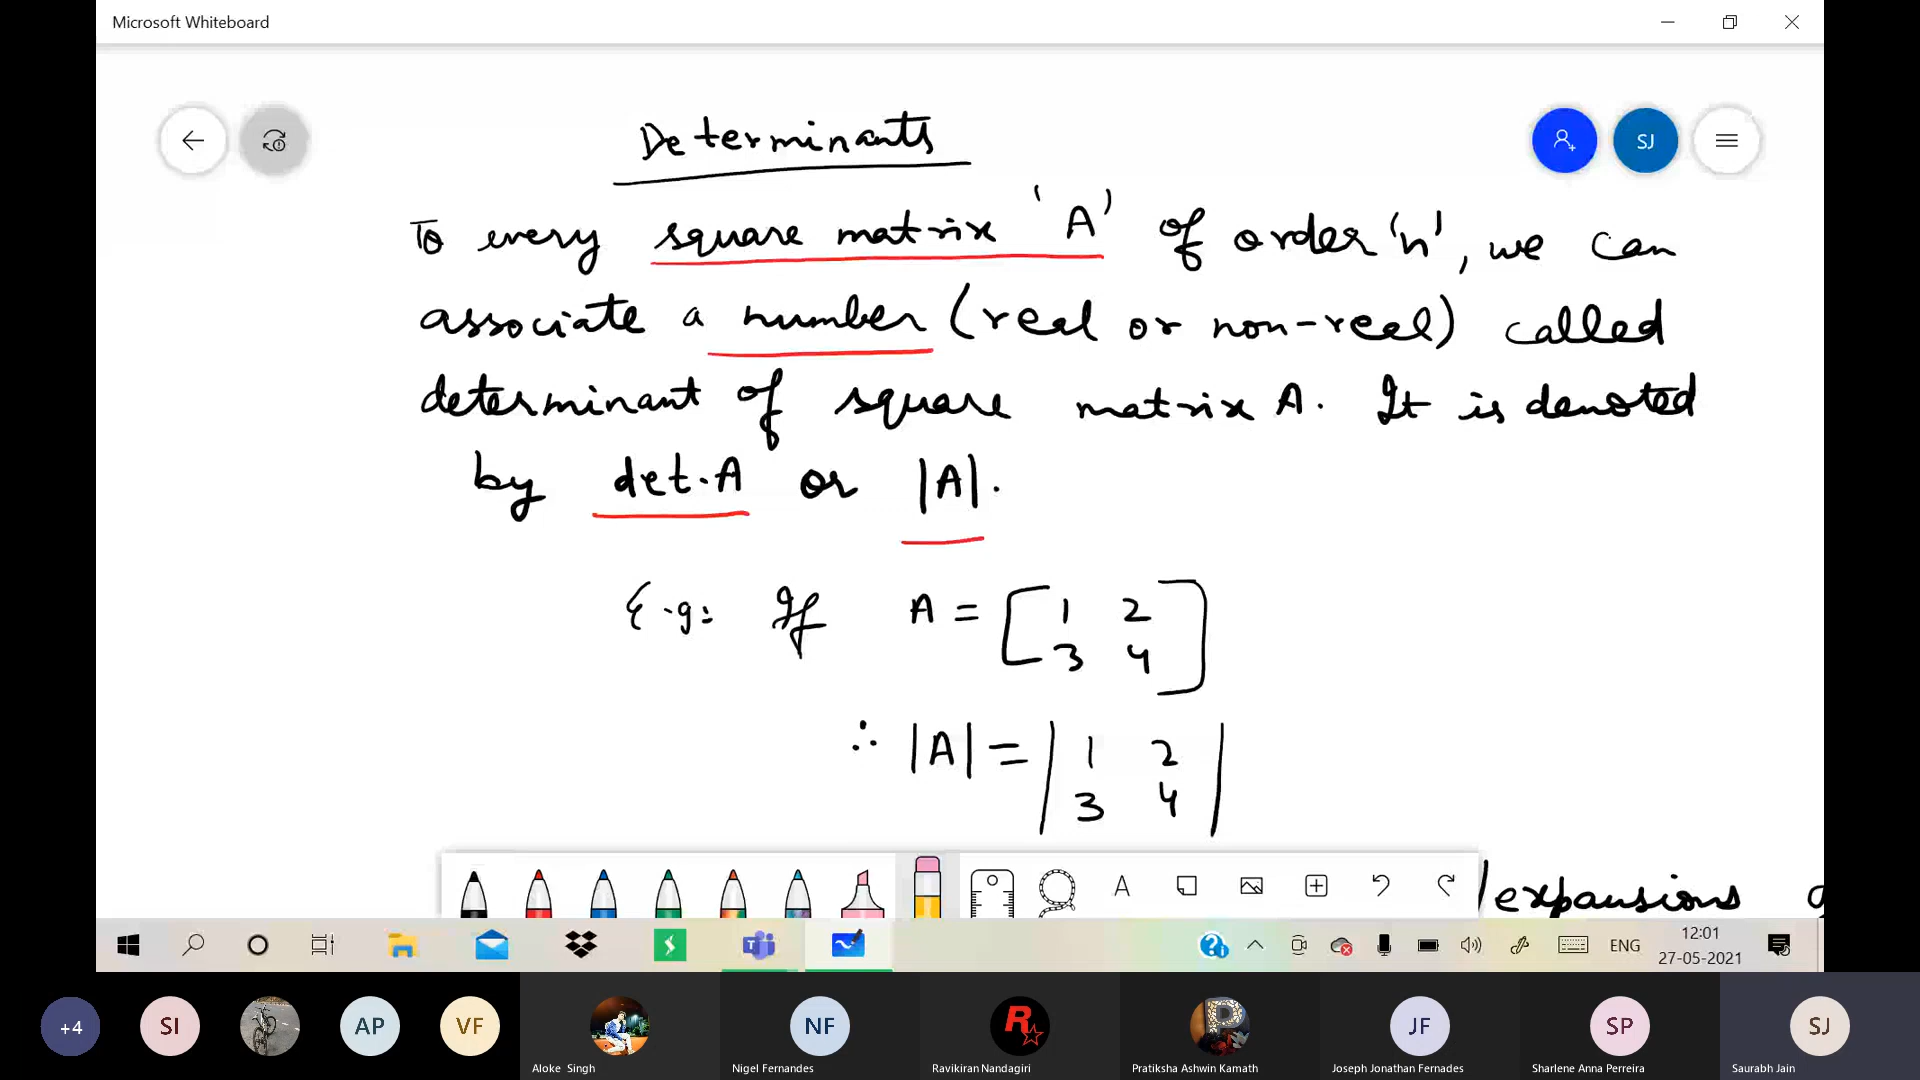 Microsoft Whiteboard
SJ
Determinants
To every square matrix 'A' of order 'n', we can
associate a number (real or non-real) called
determinant of square matrix A. It is denoted
by det.A or |A|.
E.g: If A = [1 2
3 4]
∴ |A| = |1 2
3 4|
/expansions
A
ENG
12:01
27-05-2021
+4
SI
AP
VF
NF
R
P
JF
SP
SJ
Aloke Singh
Nigel Fernandes
Ravikiran Nandagiri
Pratiksha Ashwin Kamath
Joseph Jonathan Fernades
Sharlene Anna Perreira
Saurabh Jain